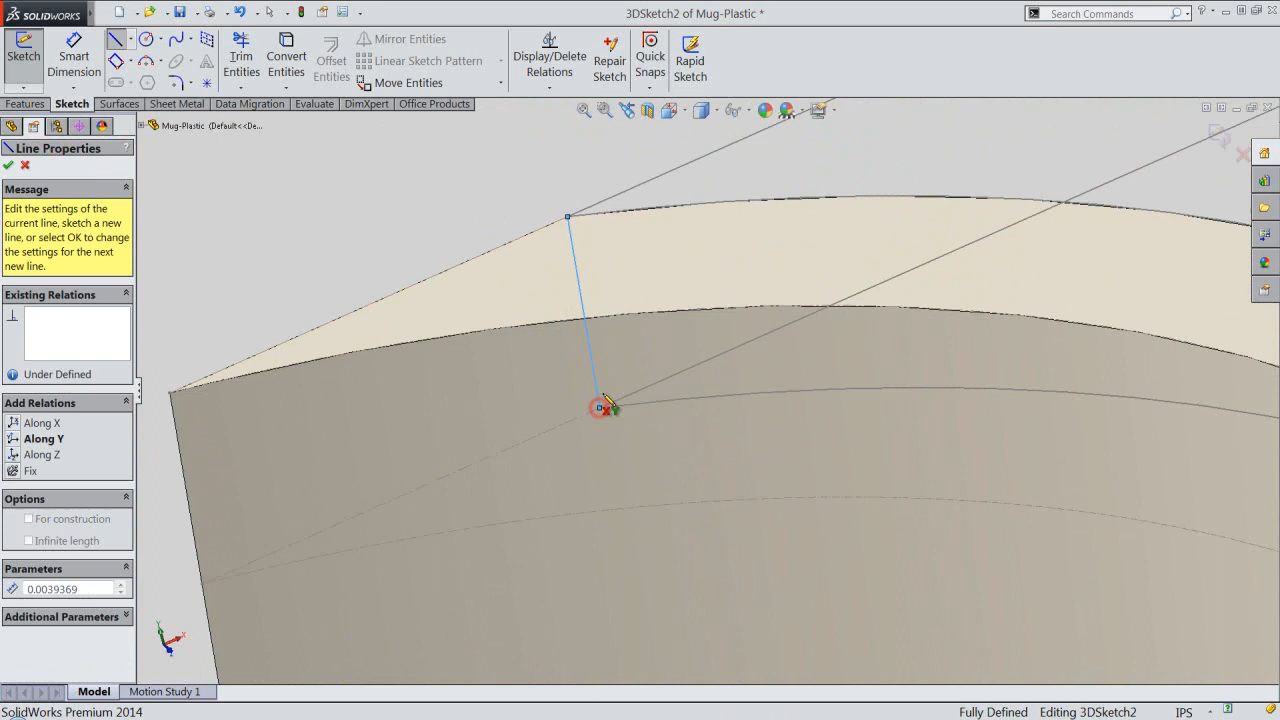 SOLIDWORKS
3DSketch2 of Mug-Plastic *
Search Commands
Sketch
Smart
Dimension
Trim
Entities
Convert
Entities
Offset
Entities
Mirror Entities
Linear Sketch Pattern
Move Entities
Display/Delete
Relations
Repair
Sketch
Quick
Snaps
Rapid
Sketch
Features
Sketch
Surfaces
Sheet Metal
Data Migration
Evaluate
DimXpert
Office Products
Mug-Plastic (Default<<De...
Line Properties
?
Message
Edit the settings of the
current line, sketch a new
line, or select OK to change
the settings for the next
new line.
Existing Relations
Under Defined
Add Relations
Along X
Along Y
Along Z
Fix
Options
For construction
Infinite length
Parameters
0.0039369
Additional Parameters
Y
X
Z
Model
Motion Study 1
SolidWorks Premium 2014
Fully Defined
Editing 3DSketch2
IPS